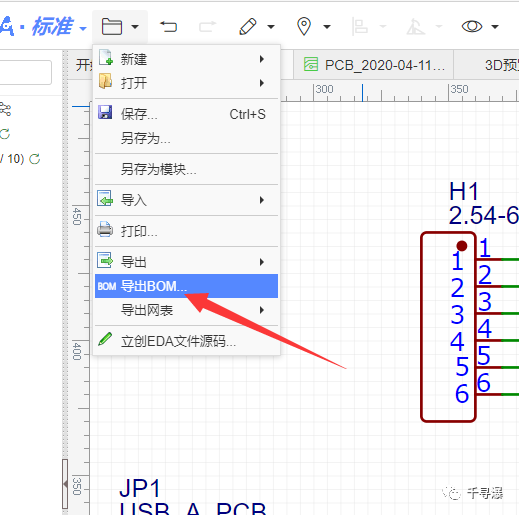 A·标准
开始
新建
打开
保存... Ctrl+S
另存为...
另存为模块...
导入
打印...
导出
BOM 导出BOM...
导出网表
立创EDA文件源码...
PCB_2020-04-11...
3D预览
300
350
/ 10)
450
400
350
H1
2.54-6
1 1
2 2
3 3
4 4
5 5
6 6
JP1
USB_A_PCB
千寻瀑